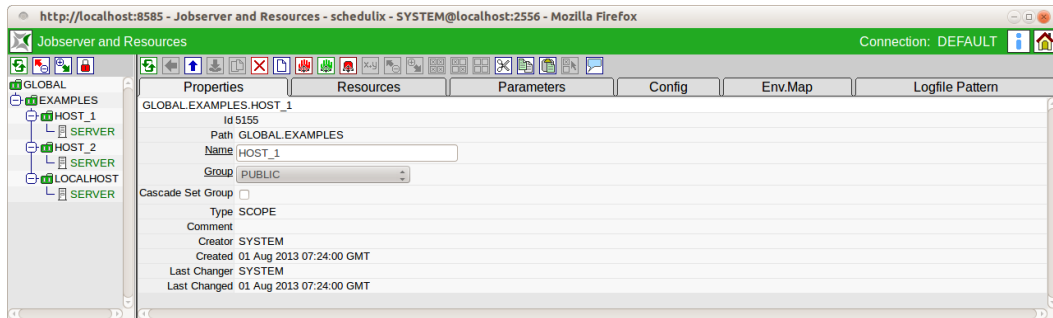 http://localhost:8585 - Jobserver and Resources - schedulix - SYSTEM@localhost:2556 - Mozilla Firefox
Jobserver and Resources
Connection: DEFAULT
GLOBAL
EXAMPLES
HOST_1
SERVER
HOST_2
SERVER
LOCALHOST
SERVER
x-y
Properties
Resources
Parameters
Config
Env.Map
Logfile Pattern
GLOBAL.EXAMPLES.HOST_1
Id 5155
Path GLOBAL.EXAMPLES
Name HOST_1
Group PUBLIC
Cascade Set Group
Type SCOPE
Comment
Creator SYSTEM
Created 01 Aug 2013 07:24:00 GMT
Last Changer SYSTEM
Last Changed 01 Aug 2013 07:24:00 GMT